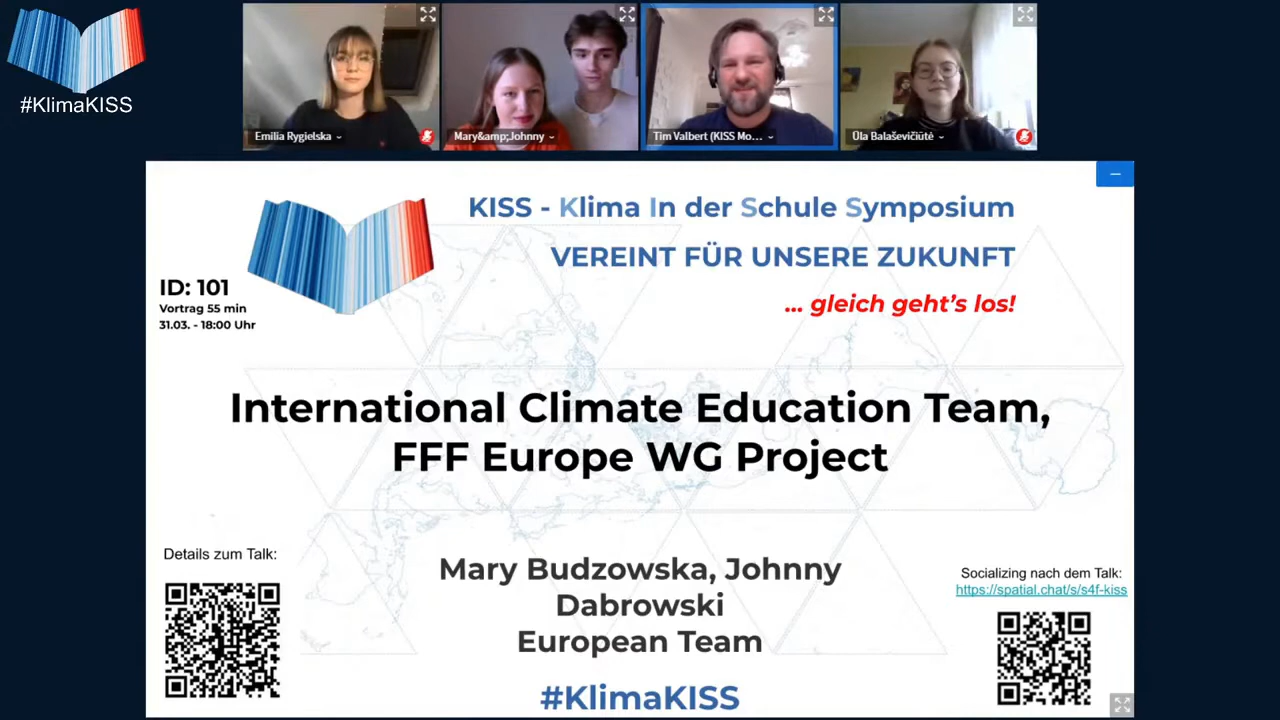 #KlimaKISS
Emilia Rygielska
Mary&amp;Johnny
Tim Valbert (KISS Mo...
Ūla Balaševičiūtė
KISS - Klima In der Schule Symposium
VEREINT FÜR UNSERE ZUKUNFT
... gleich geht's los!
ID: 101
Vortrag 55 min
31.03. - 18:00 Uhr
International Climate Education Team,
FFF Europe WG Project
Details zum Talk:
Mary Budzowska, Johnny
Dabrowski
European Team
Socializing nach dem Talk:
https://spatial.chat/s/s4f-kiss
#KlimaKISS